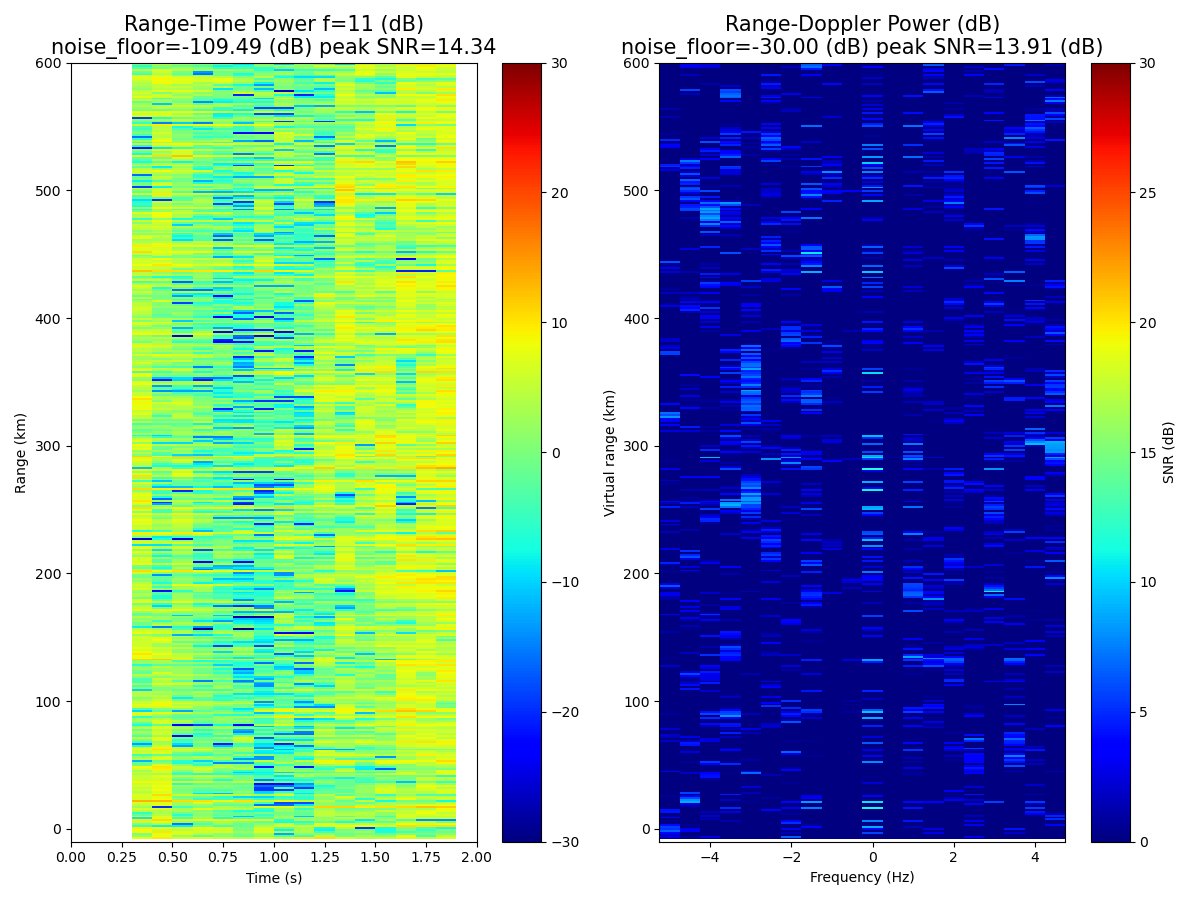 Range-Time Power f=11 (dB)
noise_floor=-109.49 (dB) peak SNR=14.34
600
500
400
300
200
100
0
Range (km)
0.00 0.25 0.50 0.75 1.00 1.25 1.50 1.75 2.00
Time (s)
30
20
10
0
−10
−20
−30
Range-Doppler Power (dB)
noise_floor=-30.00 (dB) peak SNR=13.91 (dB)
600
500
400
300
200
100
0
Virtual range (km)
−4 −2 0 2 4
Frequency (Hz)
30
25
20
15
10
5
0
SNR (dB)